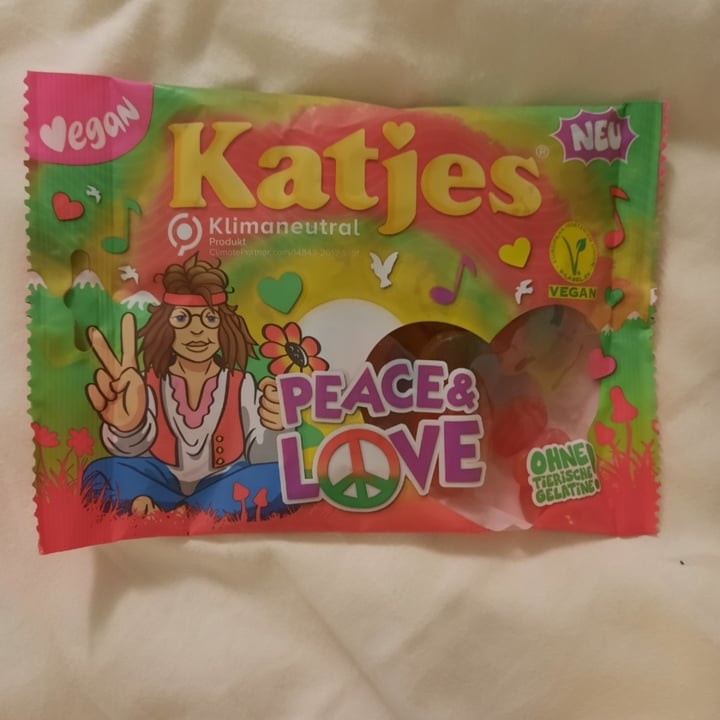 Vegan
Katjes®
NEU
Klimaneutral
Produkt
VEGAN
PEACE &
LOVE
OHNE
TIERISCHE
GELATINE!